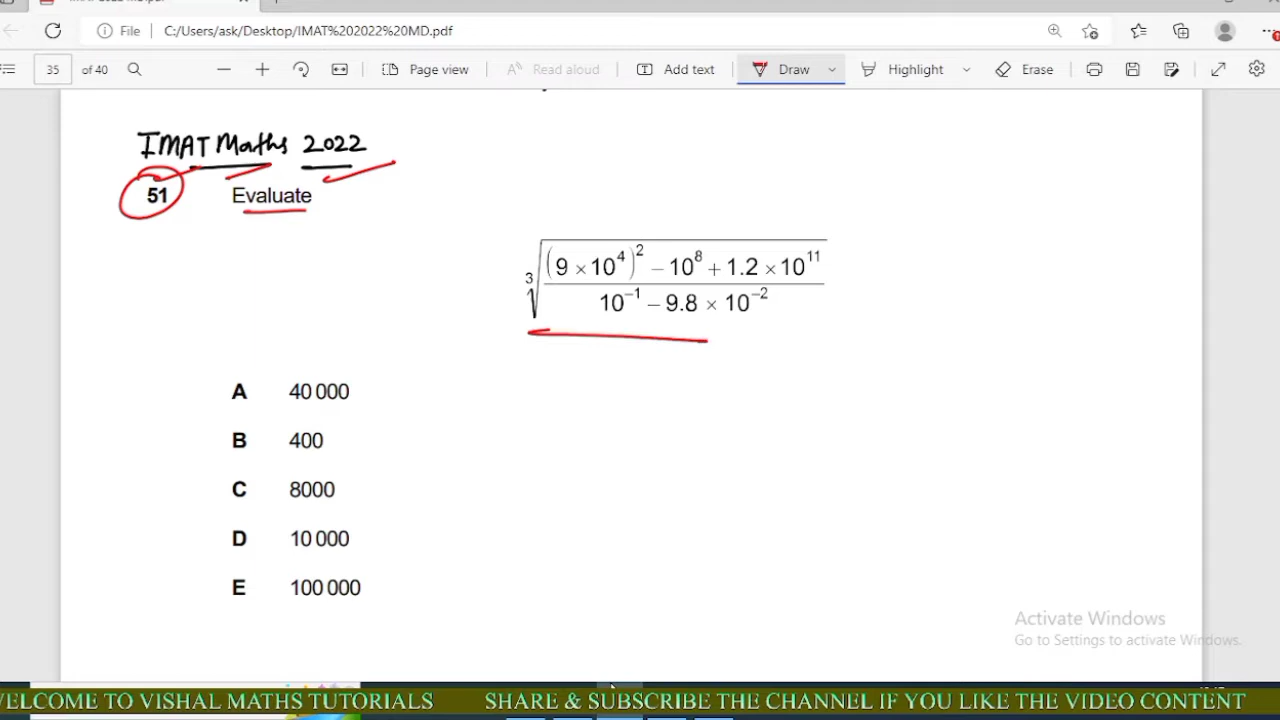 File C:/Users/ask/Desktop/IMAT%202022%20MD.pdf
35 of 40 Page view Read aloud Add text Draw Highlight Erase
IMAT Maths 2022
51 Evaluate
∛(((9 × 10⁴)² − 10⁸ + 1.2 × 10¹¹) / (10⁻¹ − 9.8 × 10⁻²))
A 40 000
B 400
C 8000
D 10 000
E 100 000
Activate Windows
Go to Settings to activate Windows.
WELCOME TO VISHAL MATHS TUTORIALS SHARE & SUBSCRIBE THE CHANNEL IF YOU LIKE THE VIDEO CONTENT